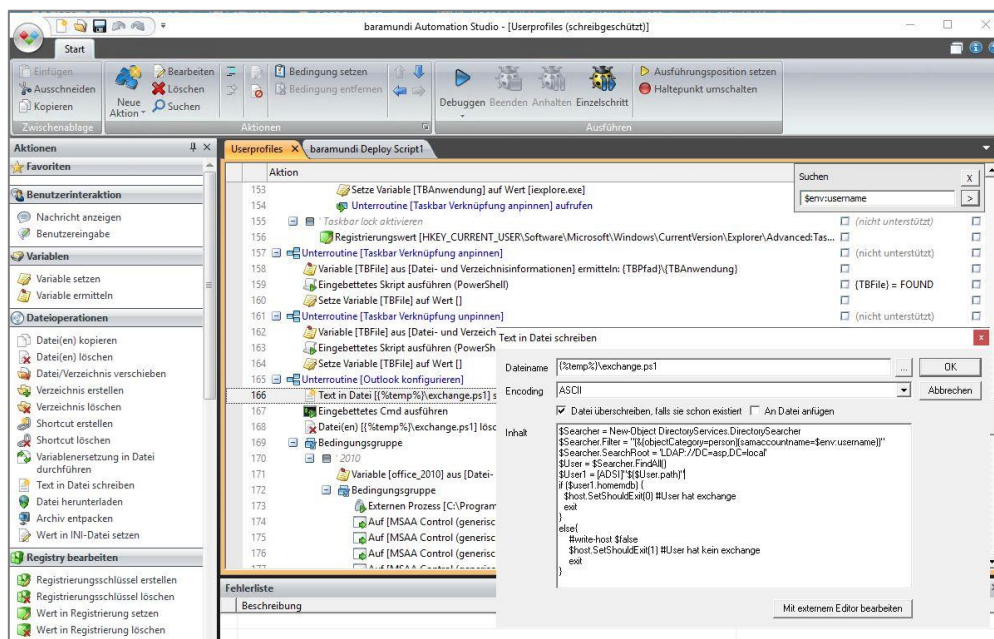 baramundi Automation Studio - [Userprofiles (schreibgeschützt)]
Start
Einfügen
Ausschneiden
Kopieren
Zwischenablage
Neue Aktion
Bearbeiten
Löschen
Suchen
Aktionen
Bedingung setzen
Bedingung entfernen
Debuggen Beenden Anhalten Einzelschritt
Ausführungsposition setzen
Haltepunkt umschalten
Ausführen
Aktionen
Favoriten
Benutzerinteraktion
Nachricht anzeigen
Benutzereingabe
Variablen
Variable setzen
Variable ermitteln
Dateioperationen
Datei(en) kopieren
Datei(en) löschen
Datei/Verzeichnis verschieben
Verzeichnis erstellen
Verzeichnis löschen
Shortcut erstellen
Shortcut löschen
Variablenersetzung in Datei
durchführen
Text in Datei schreiben
Datei herunterladen
Archiv entpacken
Wert in INI-Datei setzen
Registry bearbeiten
Registrierungsschlüssel erstellen
Registrierungsschlüssel löschen
Wert in Registrierung setzen
Wert in Registrierung löschen
Userprofiles X baramundi Deploy Script1
Aktion
153 Setze Variable [TBAnwendung] auf Wert [iexplore.exe]
154 Unterroutine [Taskbar Verknüpfung anpinnen] aufrufen
155 ' Taskbar lock aktivieren (nicht unterstützt)
156 Registrierungswert [HKEY_CURRENT_USER\Software\Microsoft\Windows\CurrentVersion\Explorer\Advanced:Tas...
157 Unterroutine [Taskbar Verknüpfung anpinnen] (nicht unterstützt)
158 Variable [TBFile] aus [Datei- und Verzeichnisinformationen] ermitteln: {TBPfad}\{TBAnwendung}
159 Eingebettetes Skript ausführen (PowerShell) {TBFile} = FOUND
160 Setze Variable [TBFile] auf Wert []
161 Unterroutine [Taskbar Verknüpfung unpinnen] (nicht unterstützt)
162 Variable [TBFile] aus [Datei- und Verzeich
163 Eingebettetes Skript ausführen (PowerSh
164 Setze Variable [TBFile] auf Wert []
165 Unterroutine [Outlook konfigurieren]
166 Text in Datei [{%temp%}\exchange.ps1] s
167 Eingebettetes Cmd ausführen
168 Datei(en) [{%temp%}\exchange.ps1] lösc
169 Bedingungsgruppe
170 ' 2010
171 Variable [office_2010] aus [Datei-
172 Bedingungsgruppe
173 Externen Prozess [C:\Program
174 Auf [MSAA Control (generisc
175 Auf [MSAA Control (generisc
176 Auf [MSAA Control (generisc
177 Auf [MSAA Control (generisc
Suchen X
$env:username >
Text in Datei schreiben x
Dateiname {%temp%}\exchange.ps1 ... OK
Encoding ASCII Abbrechen
Datei überschreiben, falls sie schon existiert An Datei anfügen
Inhalt
$Searcher = New-Object DirectoryServices.DirectorySearcher
$Searcher.Filter = "(&(objectCategory=person)(samaccountname=$env:username))"
$Searcher.SearchRoot = 'LDAP://DC=asp,DC=local'
$User = $Searcher.FindAll()
$User1 = [ADSI]"$($User.path)"
if ($user1.homemdb) {
$host.SetShouldExit(0) #User hat exchange
exit
}
else{
#write-host $false
$host.SetShouldExit(1) #User hat kein exchange
exit
}
Mit externem Editor bearbeiten
Fehlerliste
Beschreibung